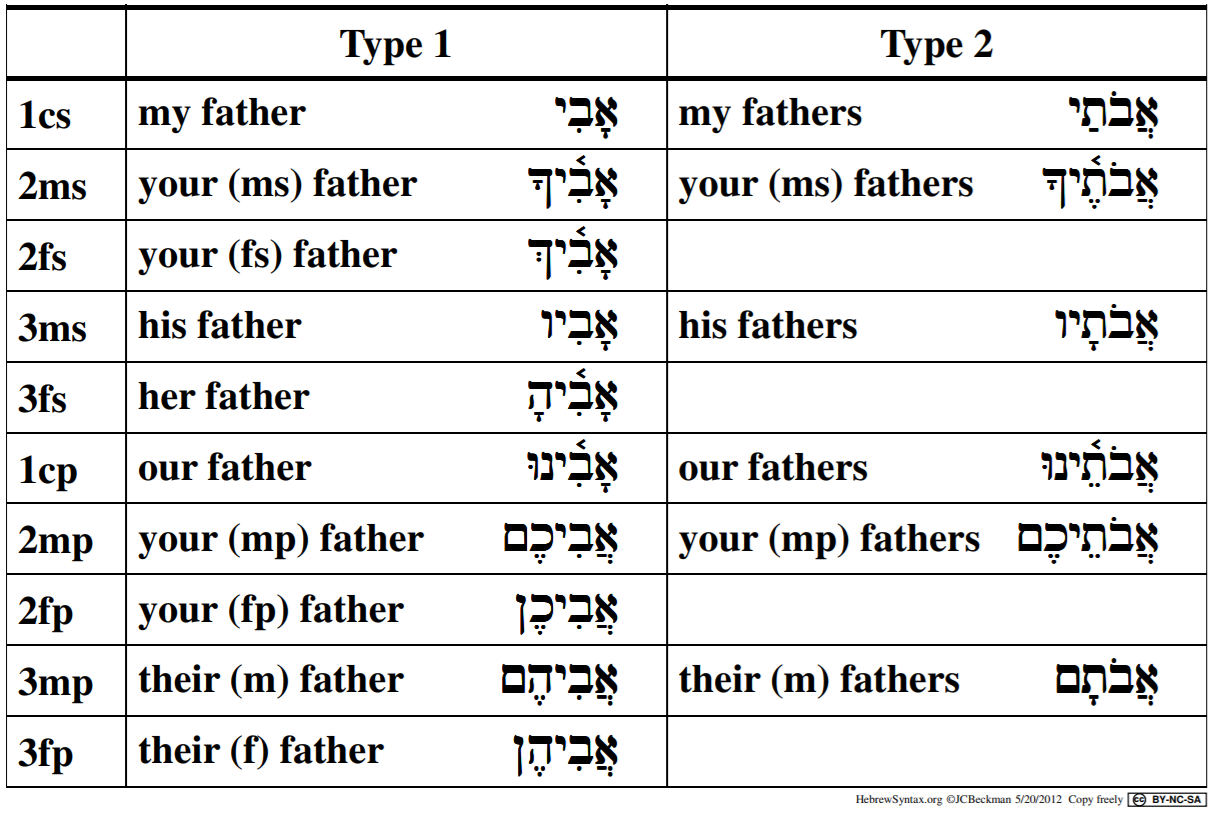 Type 1 Type 2
1cs my father אָבִי my fathers אֲבֹתַי
2ms your (ms) father אָבִ֫יךָ your (ms) fathers אֲבֹתֶ֫יךָ
2fs your (fs) father אָבִ֫יךְ
3ms his father אָבִיו his fathers אֲבֹתָיו
3fs her father אָבִ֫יהָ
1cp our father אָבִ֫ינוּ our fathers אֲבֹתֵ֫ינוּ
2mp your (mp) father אֲבִיכֶם your (mp) fathers אֲבֹתֵיכֶם
2fp your (fp) father אֲבִיכֶן
3mp their (m) father אֲבִיהֶם their (m) fathers אֲבֹתָם
3fp their (f) father אֲבִיהֶן
HebrewSyntax.org ©JCBeckman 5/20/2012 Copy freely cc BY-NC-SA